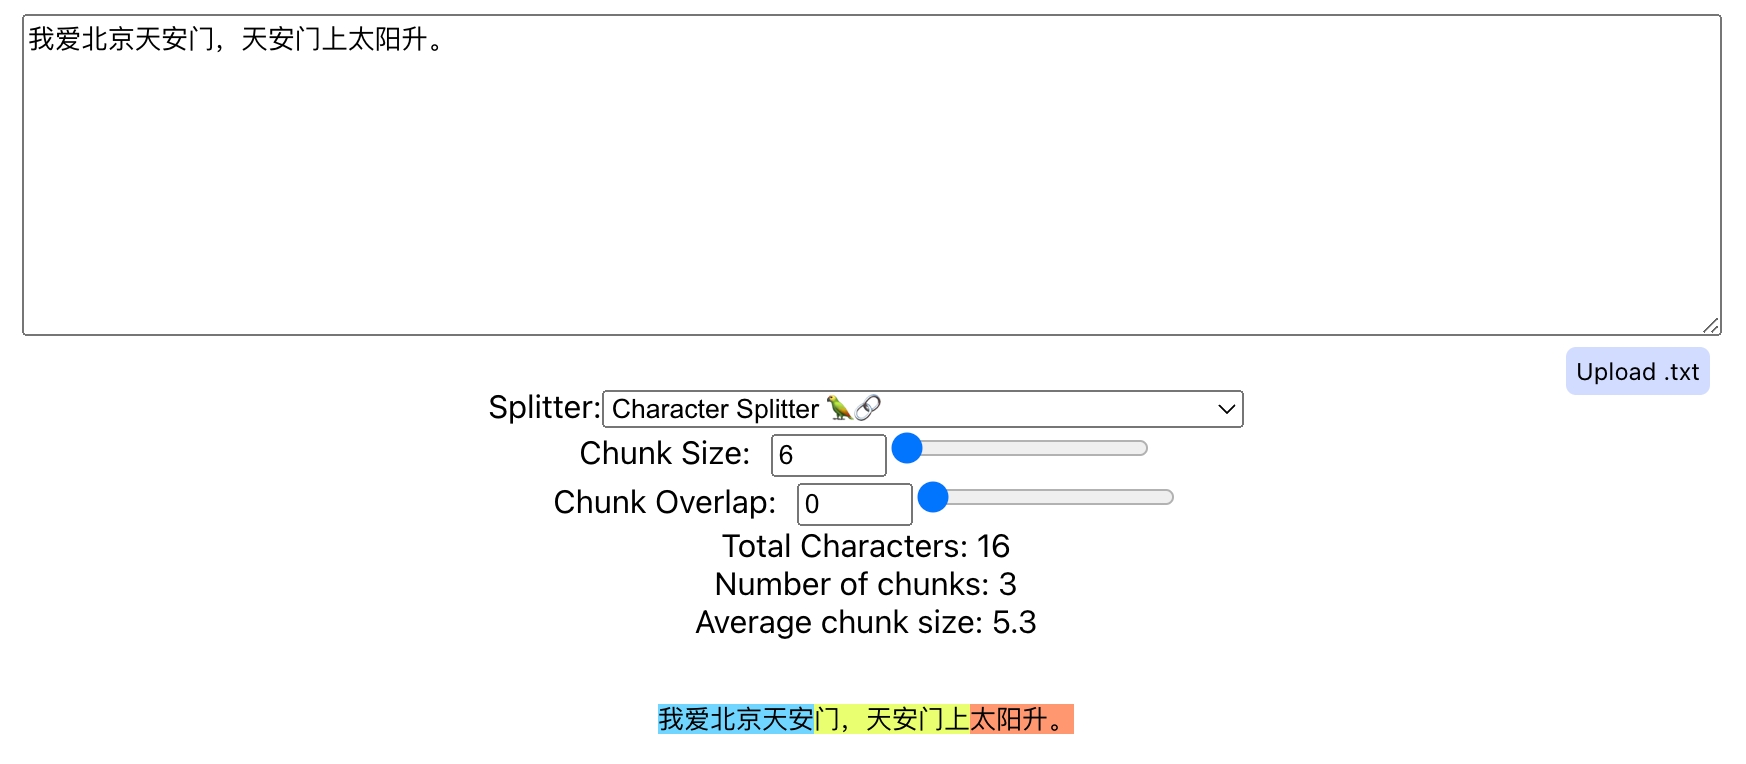 我爱北京天安门，天安门上太阳升。
Upload .txt
Splitter: Character Splitter 🦜🔗
Chunk Size: 6
Chunk Overlap: 0
Total Characters: 16
Number of chunks: 3
Average chunk size: 5.3
我爱北京天安门，天安门上太阳升。